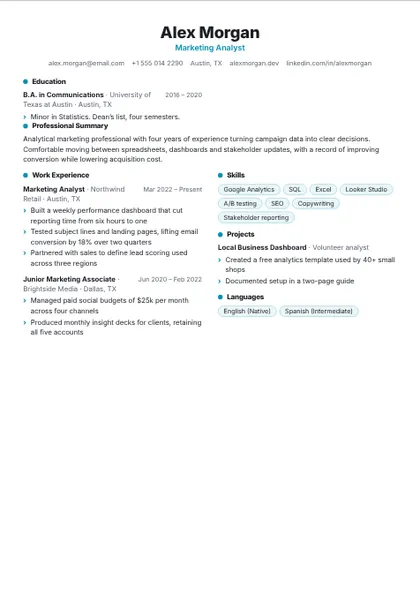 Alex Morgan
Marketing Analyst
alex.morgan@email.com +1 555 014 2290 Austin, TX alexmorgan.dev linkedin.com/in/alexmorgan
Education
B.A. in Communications · University of 2016 – 2020
Texas at Austin · Austin, TX
› Minor in Statistics. Dean's list, four semesters.
Professional Summary
Analytical marketing professional with four years of experience turning campaign data into clear decisions.
Comfortable moving between spreadsheets, dashboards and stakeholder updates, with a record of improving
conversion while lowering acquisition cost.
Work Experience
Marketing Analyst · Northwind Mar 2022 – Present
Retail · Austin, TX
› Built a weekly performance dashboard that cut
reporting time from six hours to one
› Tested subject lines and landing pages, lifting email
conversion by 18% over two quarters
› Partnered with sales to define lead scoring used
across three regions
Junior Marketing Associate · Jun 2020 – Feb 2022
Brightside Media · Dallas, TX
› Managed paid social budgets of $25k per month
across four channels
› Produced monthly insight decks for clients, retaining
all five accounts
Skills
Google Analytics SQL Excel Looker Studio
A/B testing SEO Copywriting
Stakeholder reporting
Projects
Local Business Dashboard · Volunteer analyst
› Created a free analytics template used by 40+ small
shops
› Documented setup in a two-page guide
Languages
English (Native) Spanish (Intermediate)